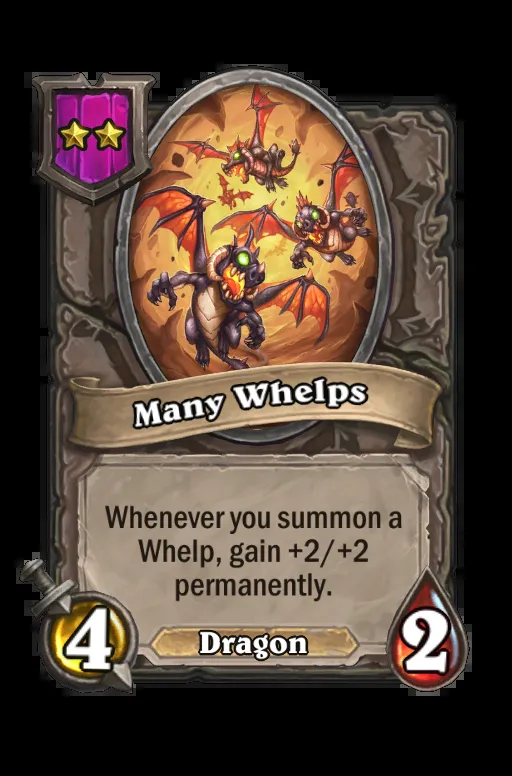 Many Whelps
Whenever you summon a
Whelp, gain +2/+2
permanently.
4
Dragon
2